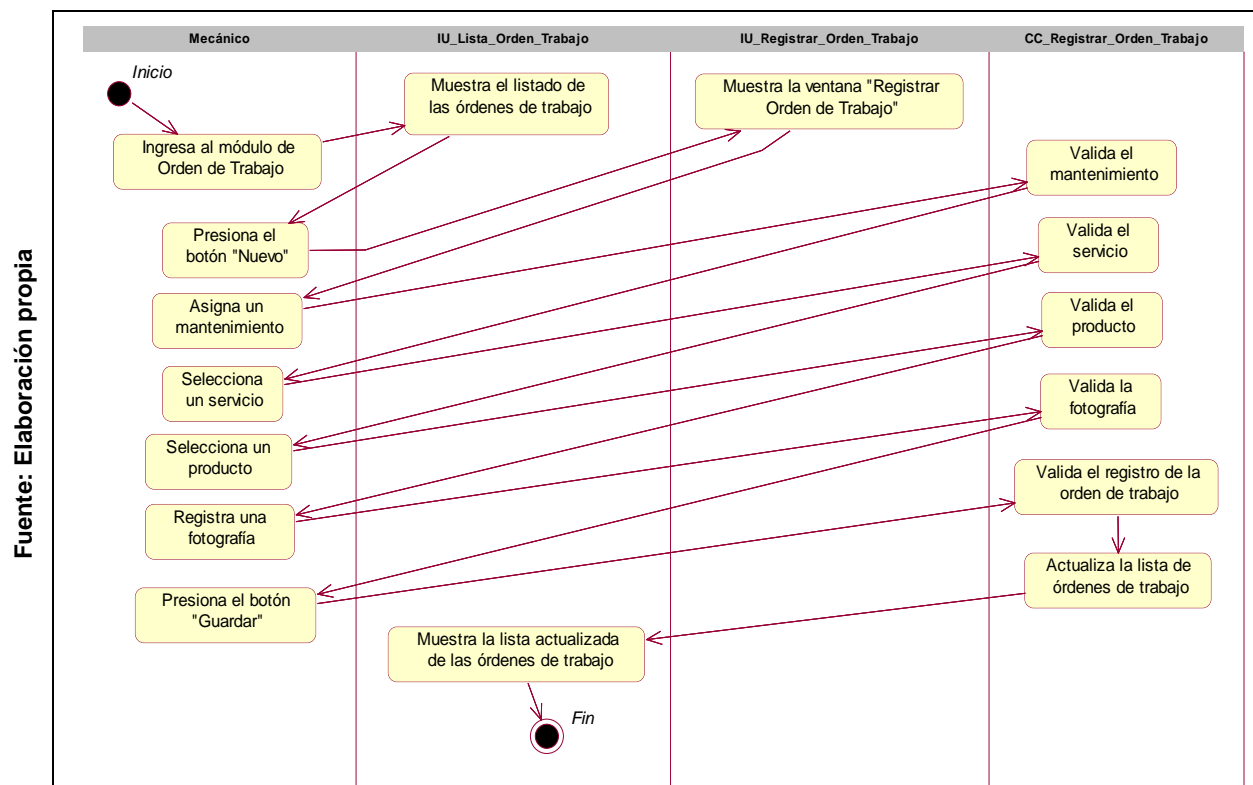 Fuente: Elaboración propia
Mecánico
IU_Lista_Orden_Trabajo
IU_Registrar_Orden_Trabajo
CC_Registrar_Orden_Trabajo
Inicio
Ingresa al módulo de
Orden de Trabajo
Muestra el listado de
las órdenes de trabajo
Muestra la ventana "Registrar
Orden de Trabajo"
Valida el
mantenimiento
Presiona el
botón "Nuevo"
Valida el
servicio
Asigna un
mantenimiento
Valida el
producto
Selecciona
un servicio
Valida la
fotografía
Selecciona un
producto
Valida el registro de la
orden de trabajo
Registra una
fotografía
Actualiza la lista de
órdenes de trabajo
Presiona el botón
"Guardar"
Muestra la lista actualizada
de las órdenes de trabajo
Fin